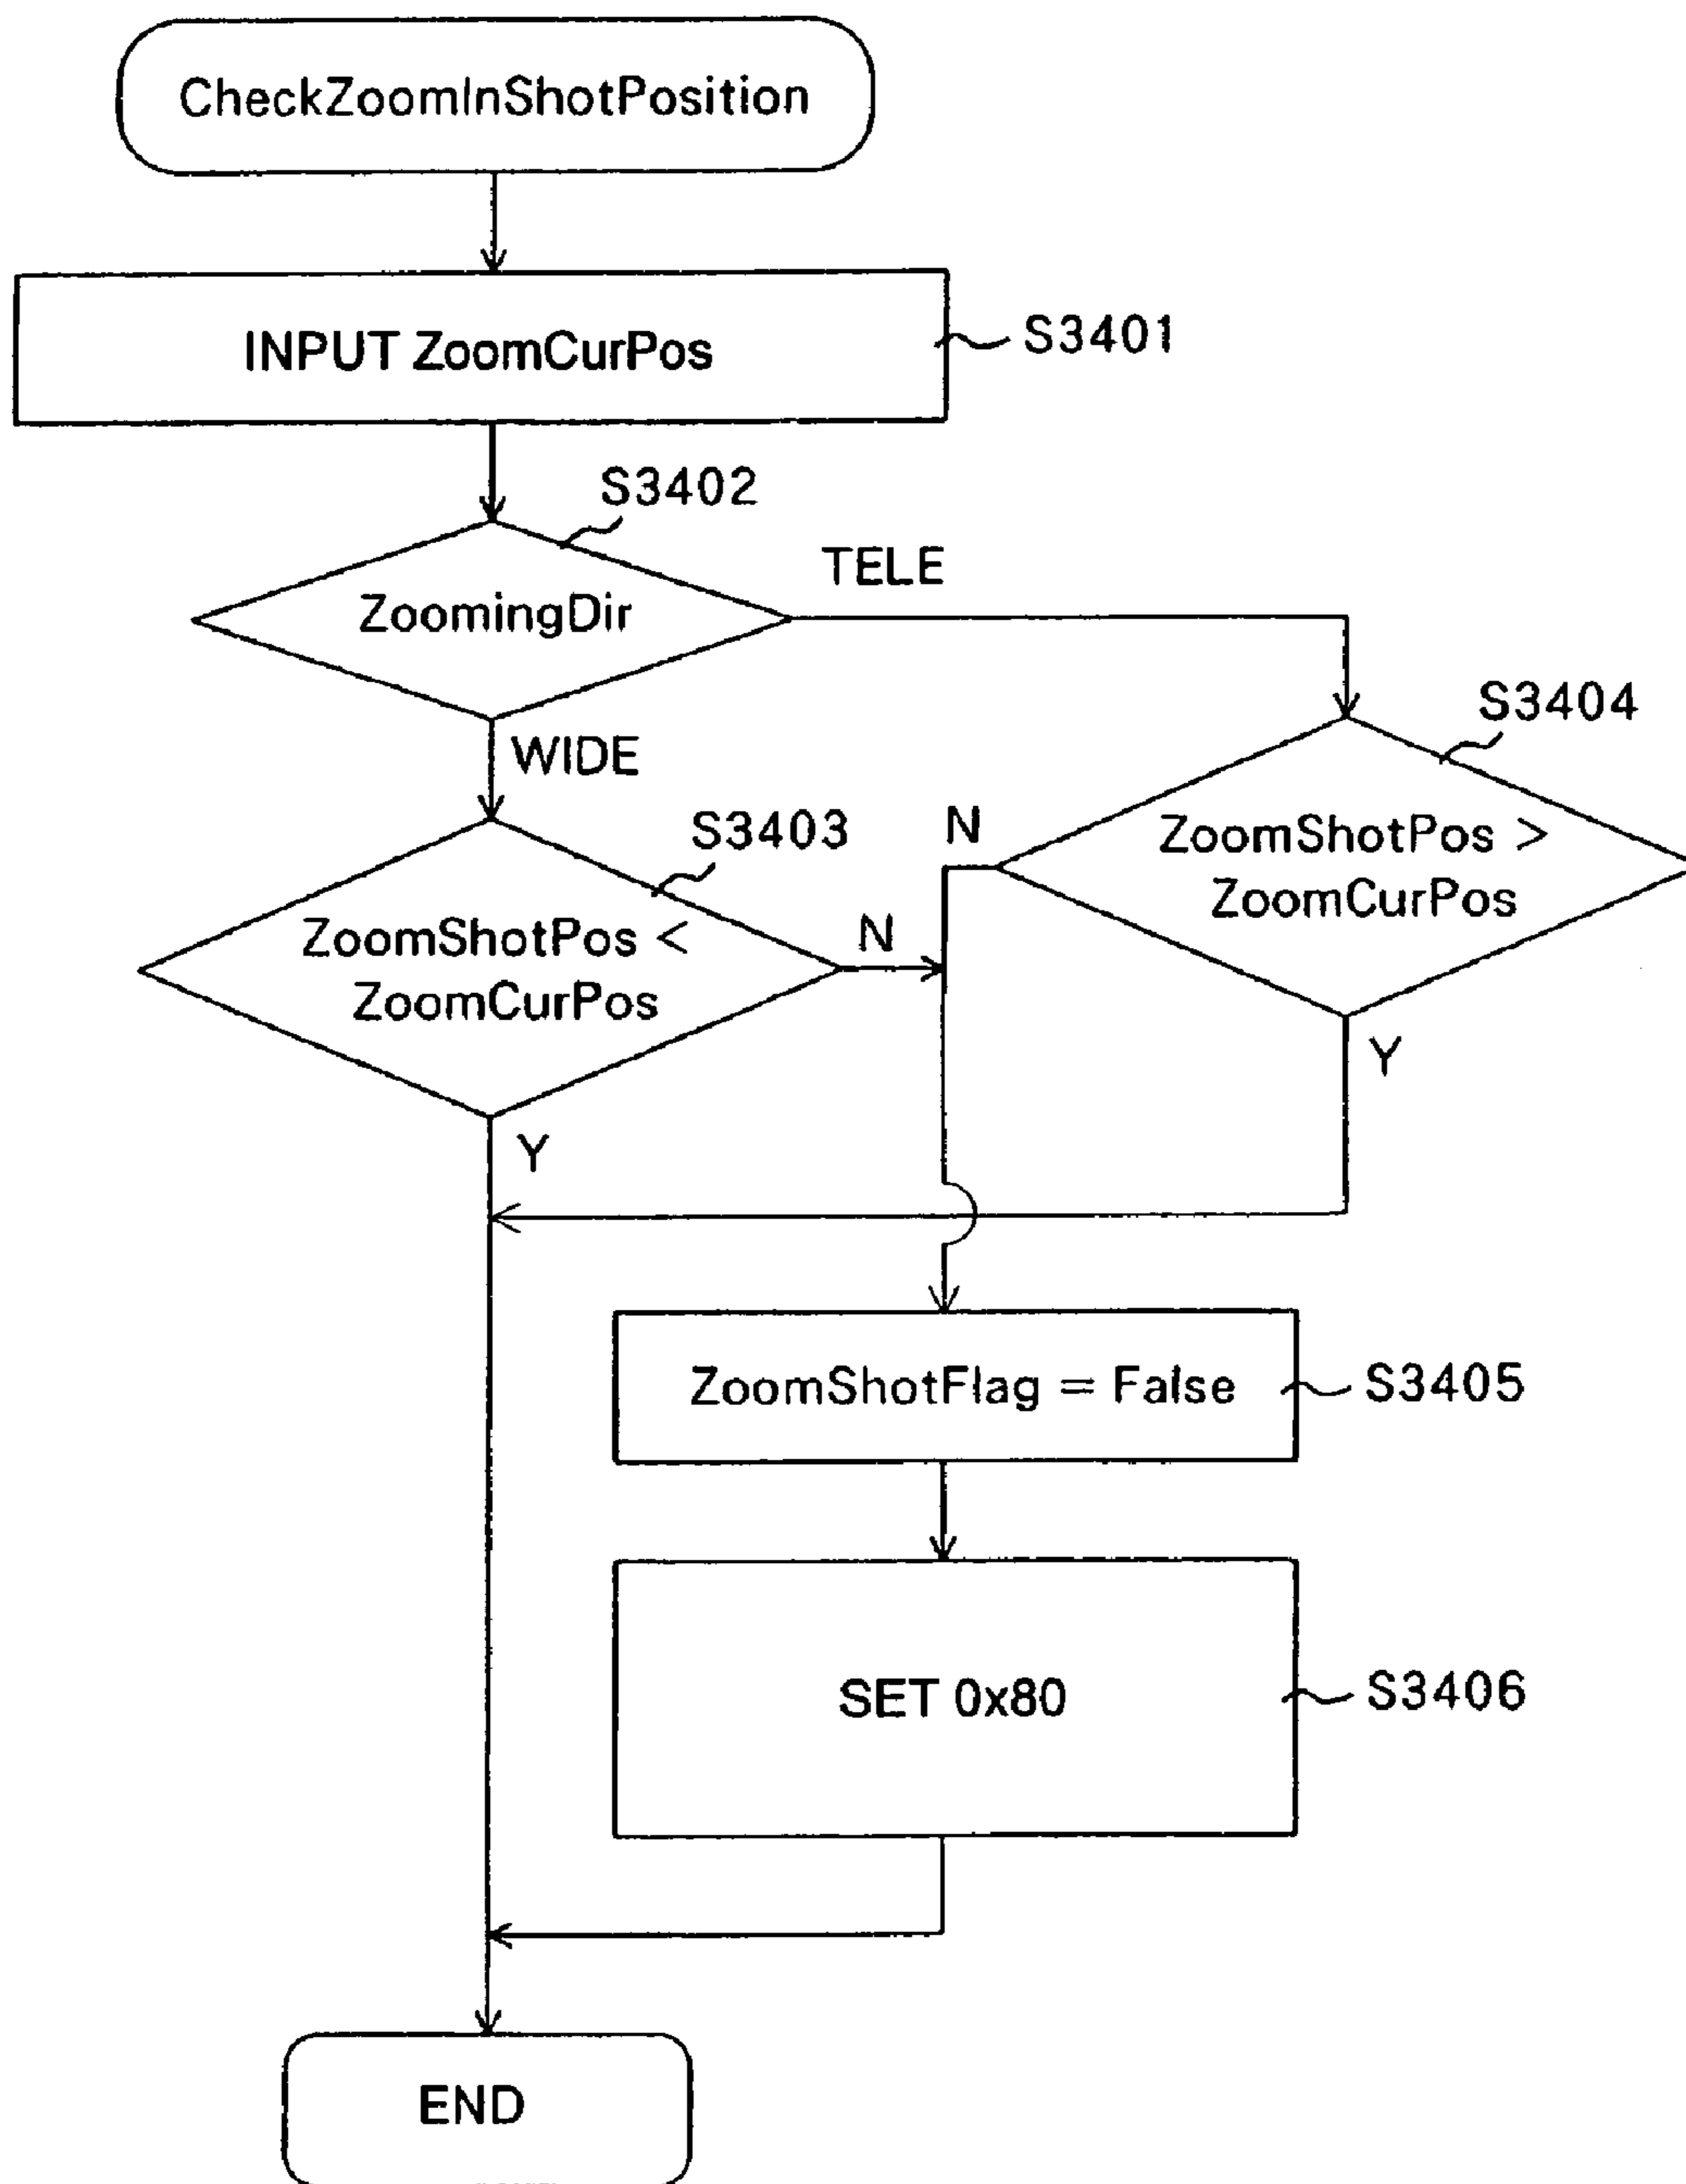 CheckZoomInShotPosition
INPUT ZoomCurPos
S3401
S3402
ZoomingDir
TELE
WIDE
S3404
ZoomShotPos >
ZoomCurPos
N
Y
S3403
ZoomShotPos <
ZoomCurPos
N
Y
ZoomShotFlag = False
S3405
SET 0x80
S3406
END